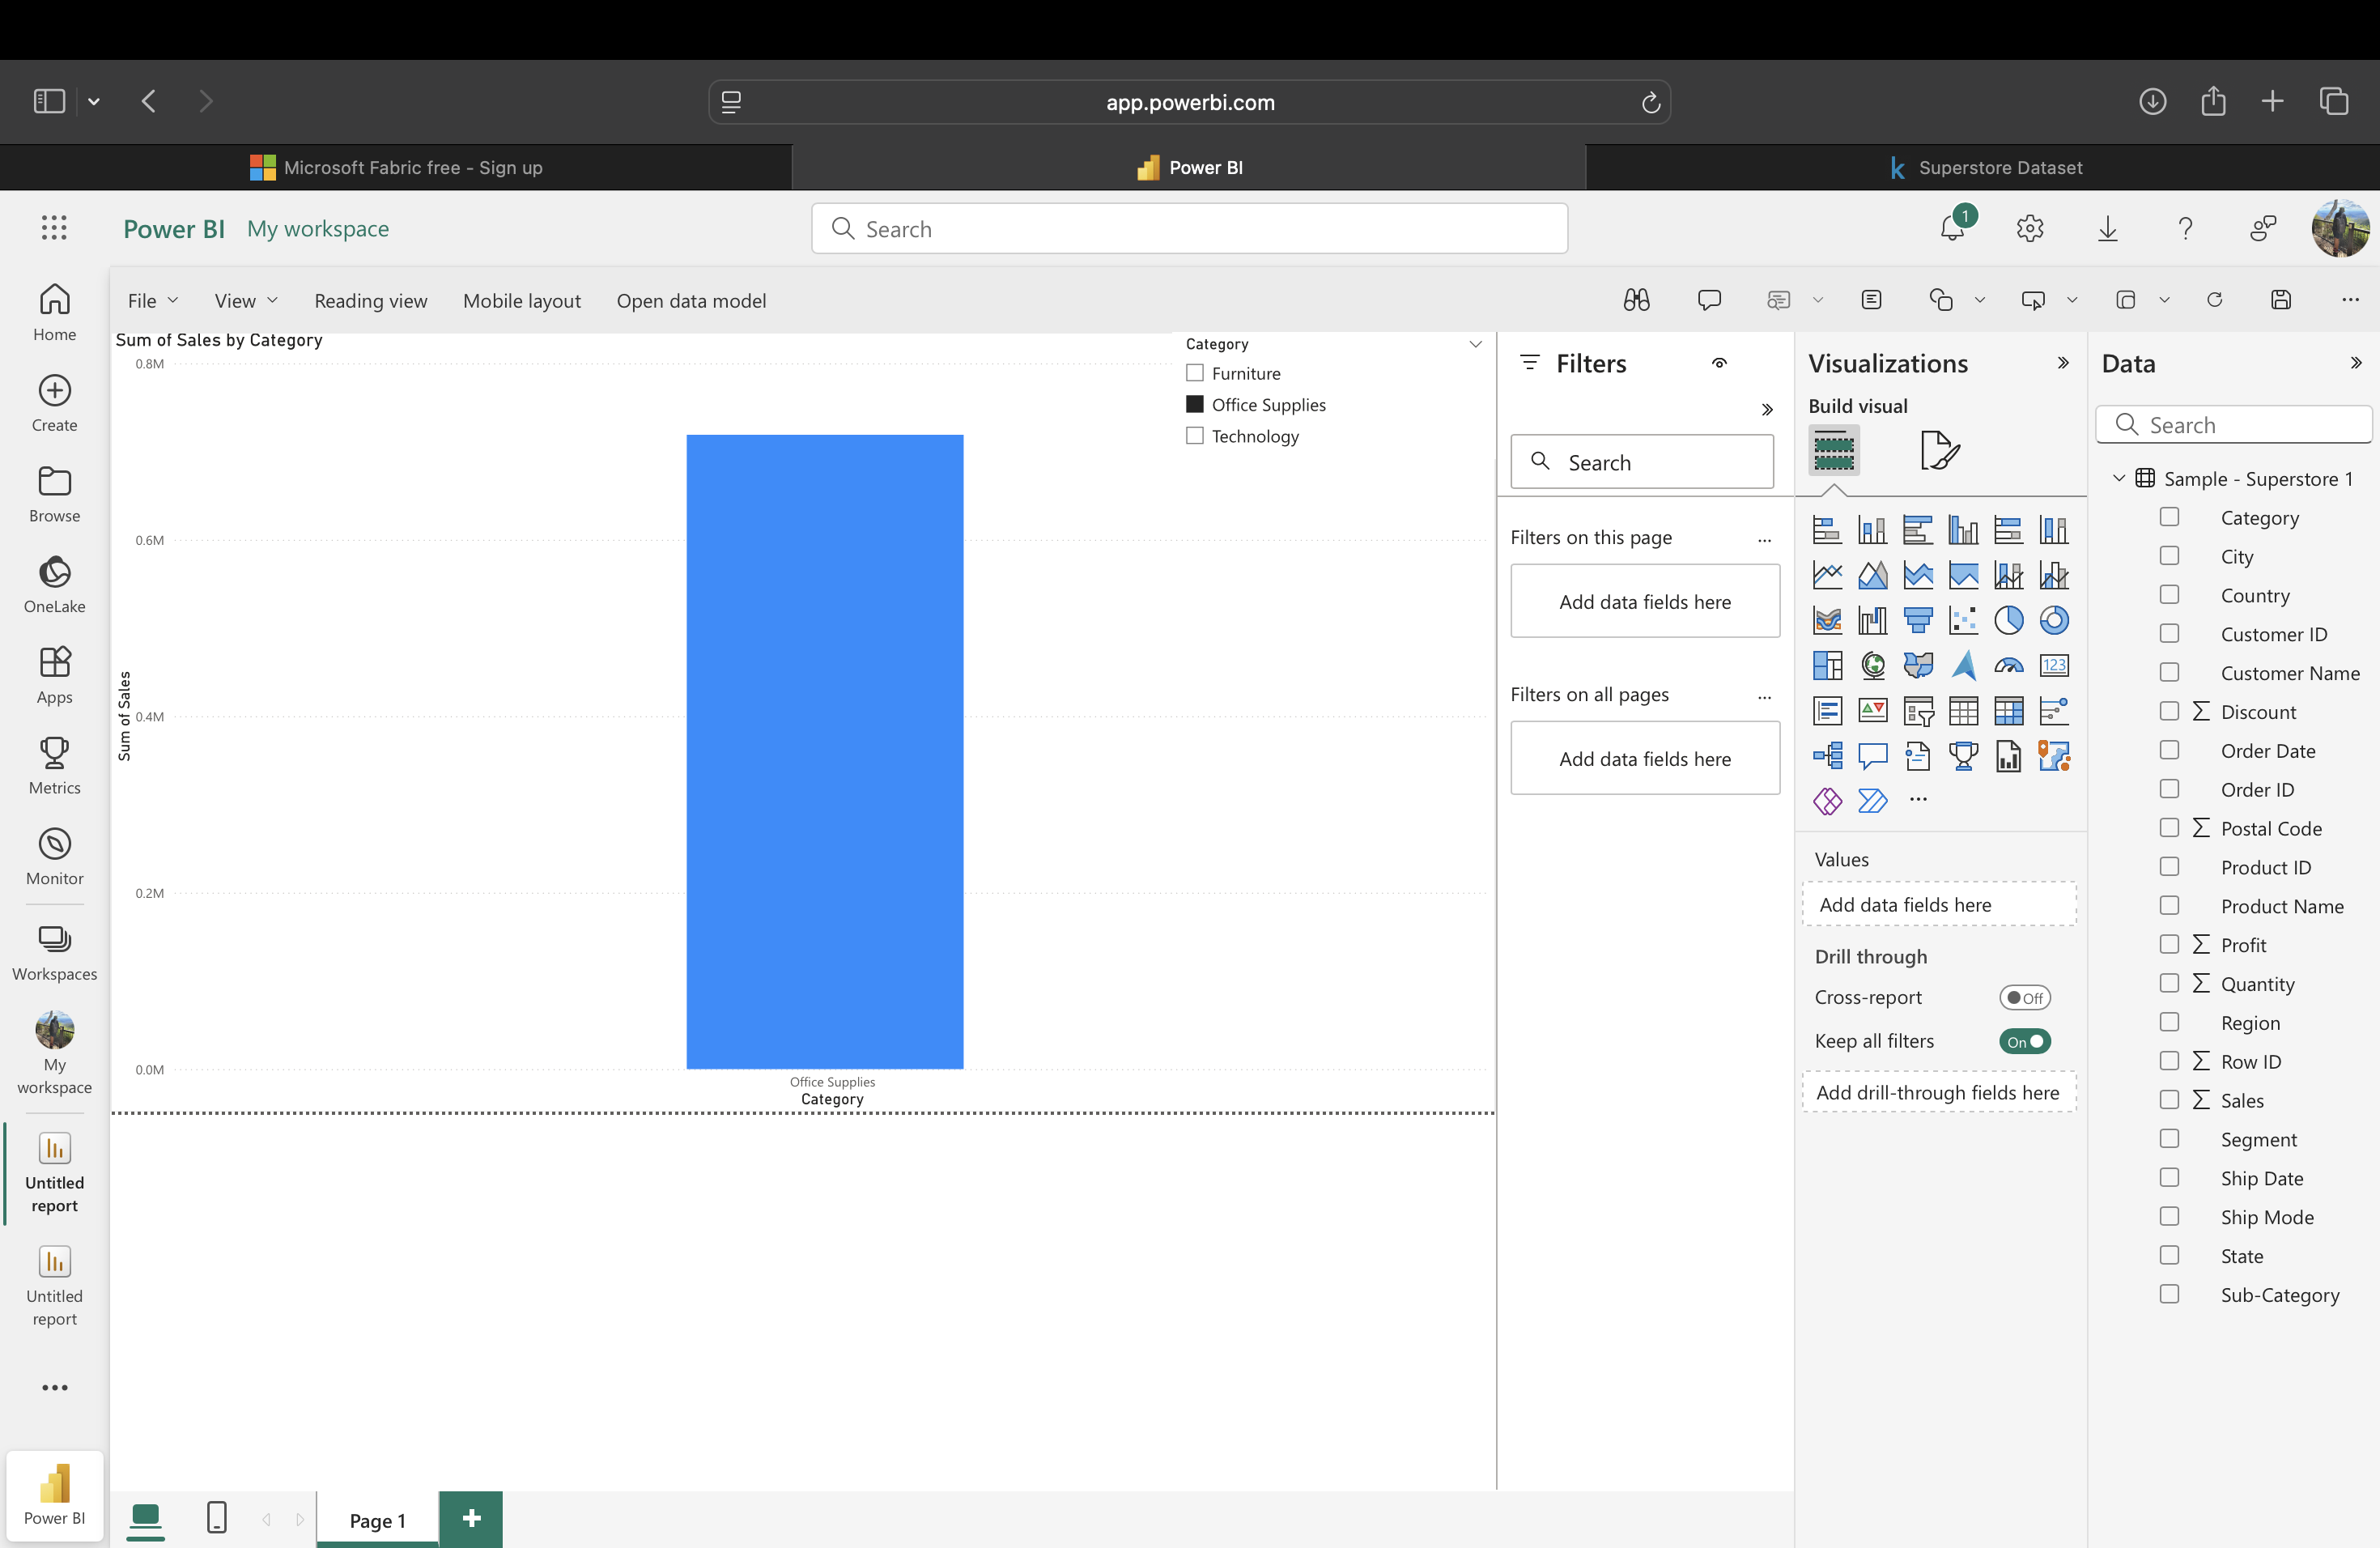 app.powerbi.com
Microsoft Fabric free - Sign up
Power BI
k Superstore Dataset
Power BI My workspace
Search
1
?
File
View
Reading view
Mobile layout
Open data model
Home
Create
Browse
OneLake
Apps
Metrics
Monitor
Workspaces
My
workspace
Untitled
report
Untitled
report
Power BI
Sum of Sales by Category
0.8M
0.6M
0.4M
0.2M
0.0M
Sum of Sales
Office Supplies
Category
Category
Furniture
Office Supplies
Technology
Filters
Search
Filters on this page
Add data fields here
Filters on all pages
Add data fields here
Visualizations
Build visual
123
Values
Add data fields here
Drill through
Cross-report
Off
Keep all filters
On
Add drill-through fields here
Data
Search
Sample - Superstore 1
Category
City
Country
Customer ID
Customer Name
∑ Discount
Order Date
Order ID
∑ Postal Code
Product ID
Product Name
∑ Profit
∑ Quantity
Region
∑ Row ID
∑ Sales
Segment
Ship Date
Ship Mode
State
Sub-Category
Page 1
+